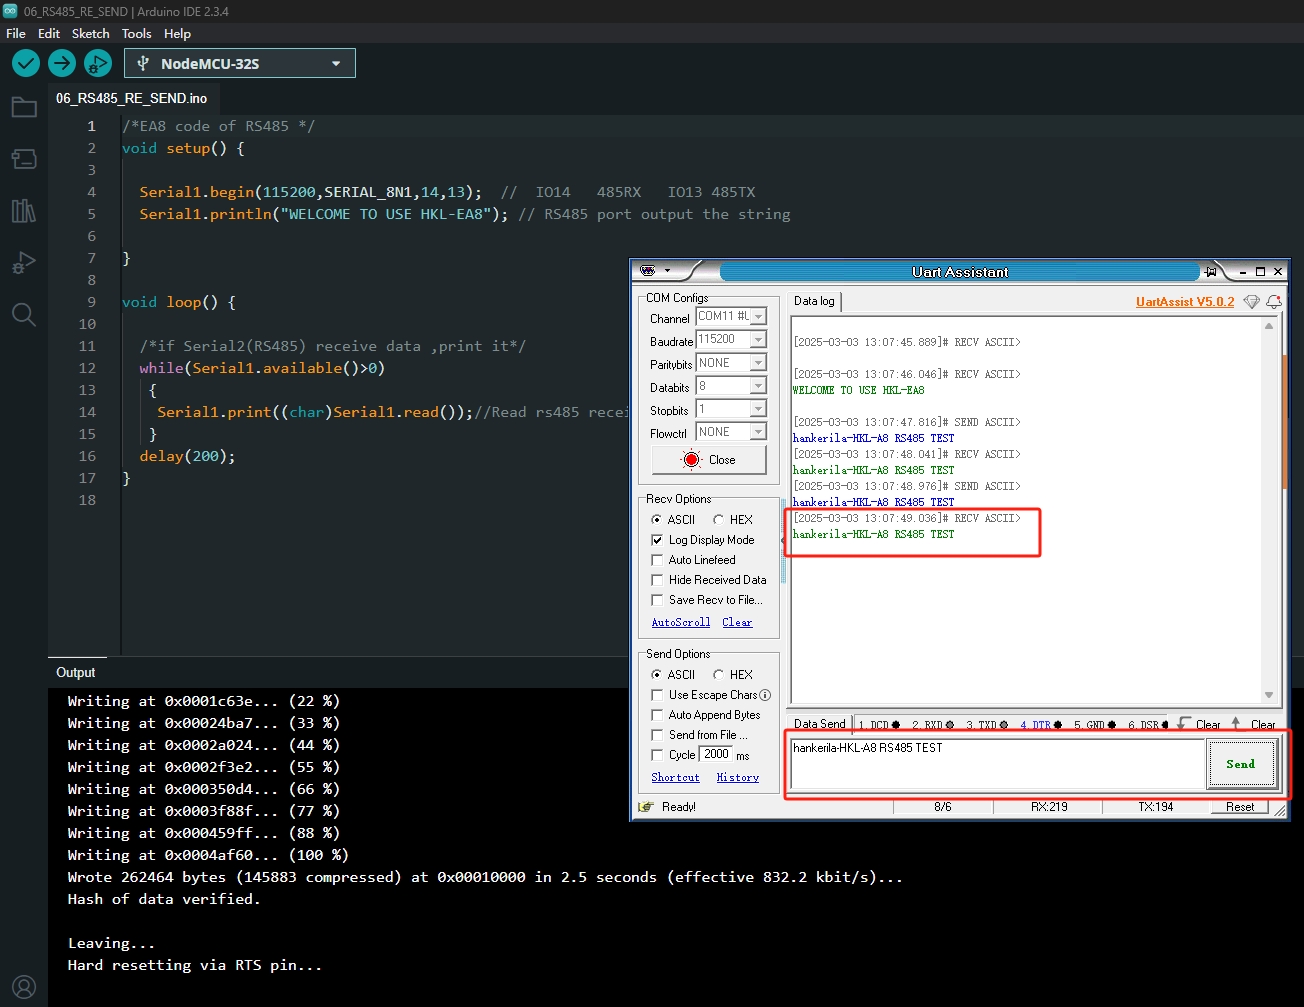 06_RS485_RE_SEND | Arduino IDE 2.3.4
File Edit Sketch Tools Help
NodeMCU-32S
06_RS485_RE_SEND.ino
1 /*EA8 code of RS485 */
2 void setup() {
3
4 Serial1.begin(115200,SERIAL_8N1,14,13); // IO14 485RX IO13 485TX
5 Serial1.println("WELCOME TO USE HKL-EA8"); // RS485 port output the string
6
7 }
8
9 void loop() {
10
11 /*if Serial2(RS485) receive data ,print it*/
12 while(Serial1.available()>0)
13 {
14 Serial1.print((char)Serial1.read());//Read rs485 recei
15 }
16 delay(200);
17 }
18
Output
Writing at 0x0001c63e... (22 %)
Writing at 0x00024ba7... (33 %)
Writing at 0x0002a024... (44 %)
Writing at 0x0002f3e2... (55 %)
Writing at 0x000350d4... (66 %)
Writing at 0x0003f88f... (77 %)
Writing at 0x000459ff... (88 %)
Writing at 0x0004af60... (100 %)
Wrote 262464 bytes (145883 compressed) at 0x00010000 in 2.5 seconds (effective 832.2 kbit/s)...
Hash of data verified.
Leaving...
Hard resetting via RTS pin...
Uart Assistant
COM Configs
Channel COM11 #U
Baudrate 115200
Paritybits NONE
Databits 8
Stopbits 1
Flowctrl NONE
Close
Recv Options
ASCII HEX
Log Display Mode
Auto Linefeed
Hide Received Data
Save Recv to File...
AutoScroll Clear
Send Options
ASCII HEX
Use Escape Chars
Auto Append Bytes
Send from File ...
Cycle 2000 ms
Shortcut History
Data log
UartAssist V5.0.2
[2025-03-03 13:07:45.889]# RECV ASCII>
[2025-03-03 13:07:46.046]# RECV ASCII>
WELCOME TO USE HKL-EA8
[2025-03-03 13:07:47.816]# SEND ASCII>
hankerila-HKL-A8 RS485 TEST
[2025-03-03 13:07:48.041]# RECV ASCII>
hankerila-HKL-A8 RS485 TEST
[2025-03-03 13:07:48.976]# SEND ASCII>
hankerila-HKL-A8 RS485 TEST
[2025-03-03 13:07:49.036]# RECV ASCII>
hankerila-HKL-A8 RS485 TEST
Data Send 1. DCD 2. RXD 3. TXD 4. DTR 5. GND 6. DSR Clear Clear
hankerila-HKL-A8 RS485 TEST
Send
Ready! 8/6 RX:219 TX:194 Reset